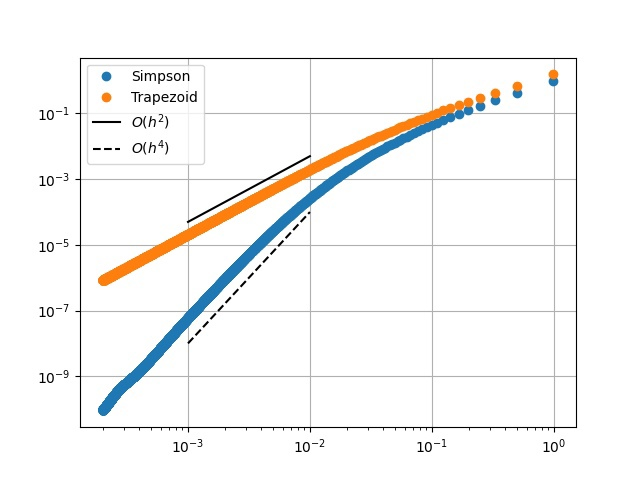 Simpson
Trapezoid
O(h²)
O(h⁴)
10⁻¹
10⁻³
10⁻⁵
10⁻⁷
10⁻⁹
10⁻³
10⁻²
10⁻¹
10⁰